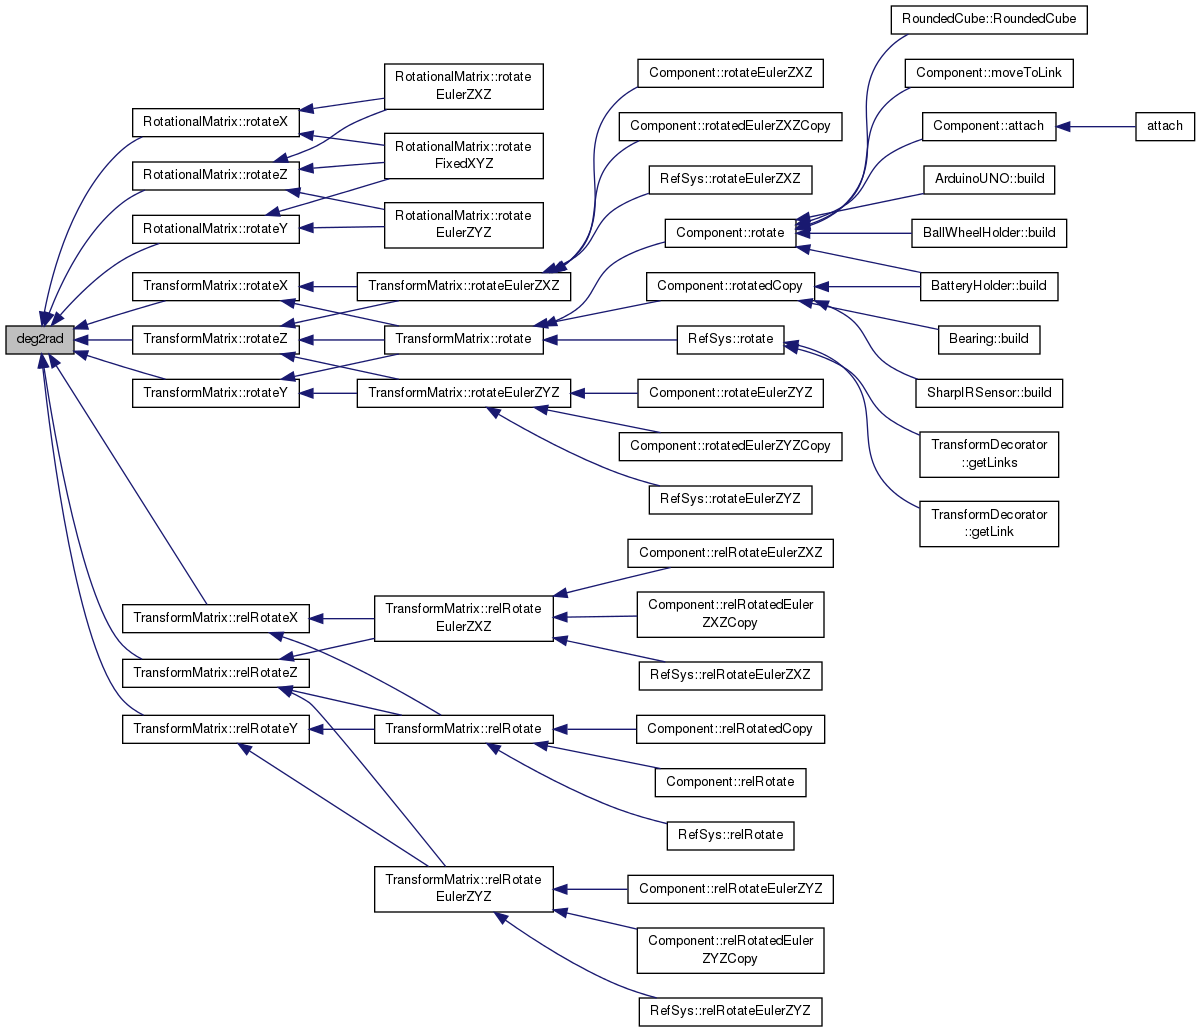 deg2rad
RotationalMatrix::rotateX
RotationalMatrix::rotateZ
RotationalMatrix::rotateY
TransformMatrix::rotateX
TransformMatrix::rotateZ
TransformMatrix::rotateY
TransformMatrix::relRotateX
TransformMatrix::relRotateZ
TransformMatrix::relRotateY
RotationalMatrix::rotate
EulerZXZ
RotationalMatrix::rotate
FixedXYZ
RotationalMatrix::rotate
EulerZYZ
TransformMatrix::rotateEulerZXZ
TransformMatrix::rotate
TransformMatrix::rotateEulerZYZ
TransformMatrix::relRotate
EulerZXZ
TransformMatrix::relRotate
TransformMatrix::relRotate
EulerZYZ
Component::rotateEulerZXZ
Component::rotatedEulerZXZCopy
RefSys::rotateEulerZXZ
Component::rotate
Component::rotatedCopy
RefSys::rotate
Component::rotateEulerZYZ
Component::rotatedEulerZYZCopy
RefSys::rotateEulerZYZ
Component::relRotateEulerZXZ
Component::relRotatedEuler
ZXZCopy
RefSys::relRotateEulerZXZ
Component::relRotatedCopy
Component::relRotate
RefSys::relRotate
Component::relRotateEulerZYZ
Component::relRotatedEuler
ZYZCopy
RefSys::relRotateEulerZYZ
RoundedCube::RoundedCube
Component::moveToLink
Component::attach
ArduinoUNO::build
BallWheelHolder::build
BatteryHolder::build
Bearing::build
SharpIRSensor::build
TransformDecorator
::getLinks
TransformDecorator
::getLink
attach